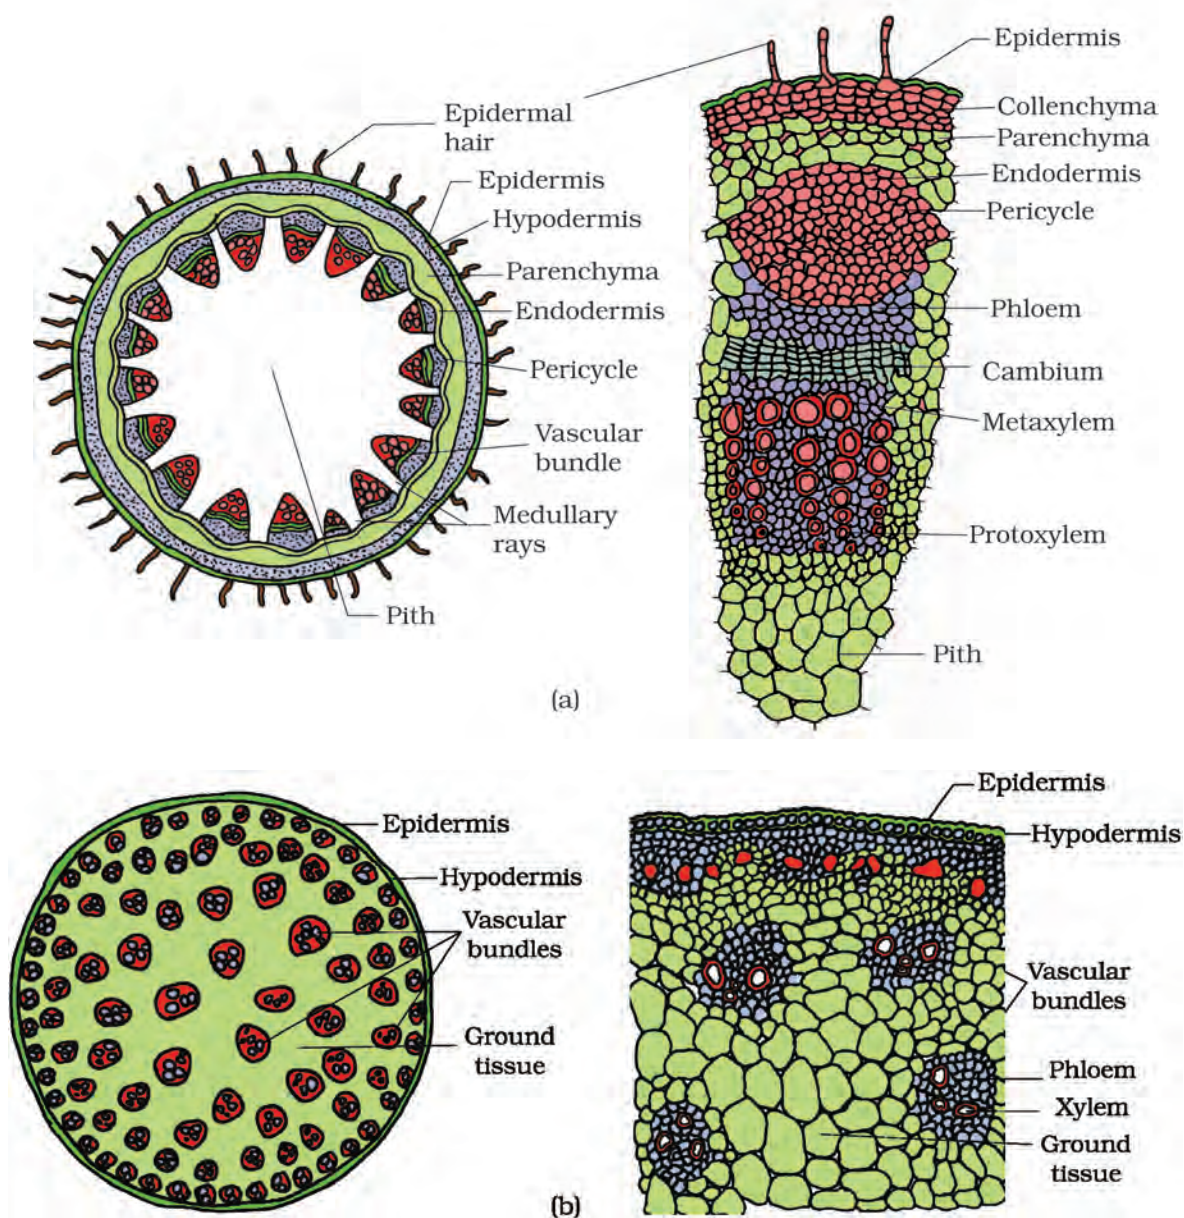 Epidermal
hair
Epidermis
Hypodermis
Parenchyma
Endodermis
Pericycle
Vascular
bundle
Medullary
rays
Pith
Epidermis
Collenchyma
Parenchyma
Endodermis
Pericycle
Phloem
Cambium
Metaxylem
Protoxylem
Pith
(a)
Epidermis
Hypodermis
Vascular
bundles
Ground
tissue
Epidermis
Hypodermis
Vascular
bundles
Phloem
Xylem
Ground
tissue
(b)